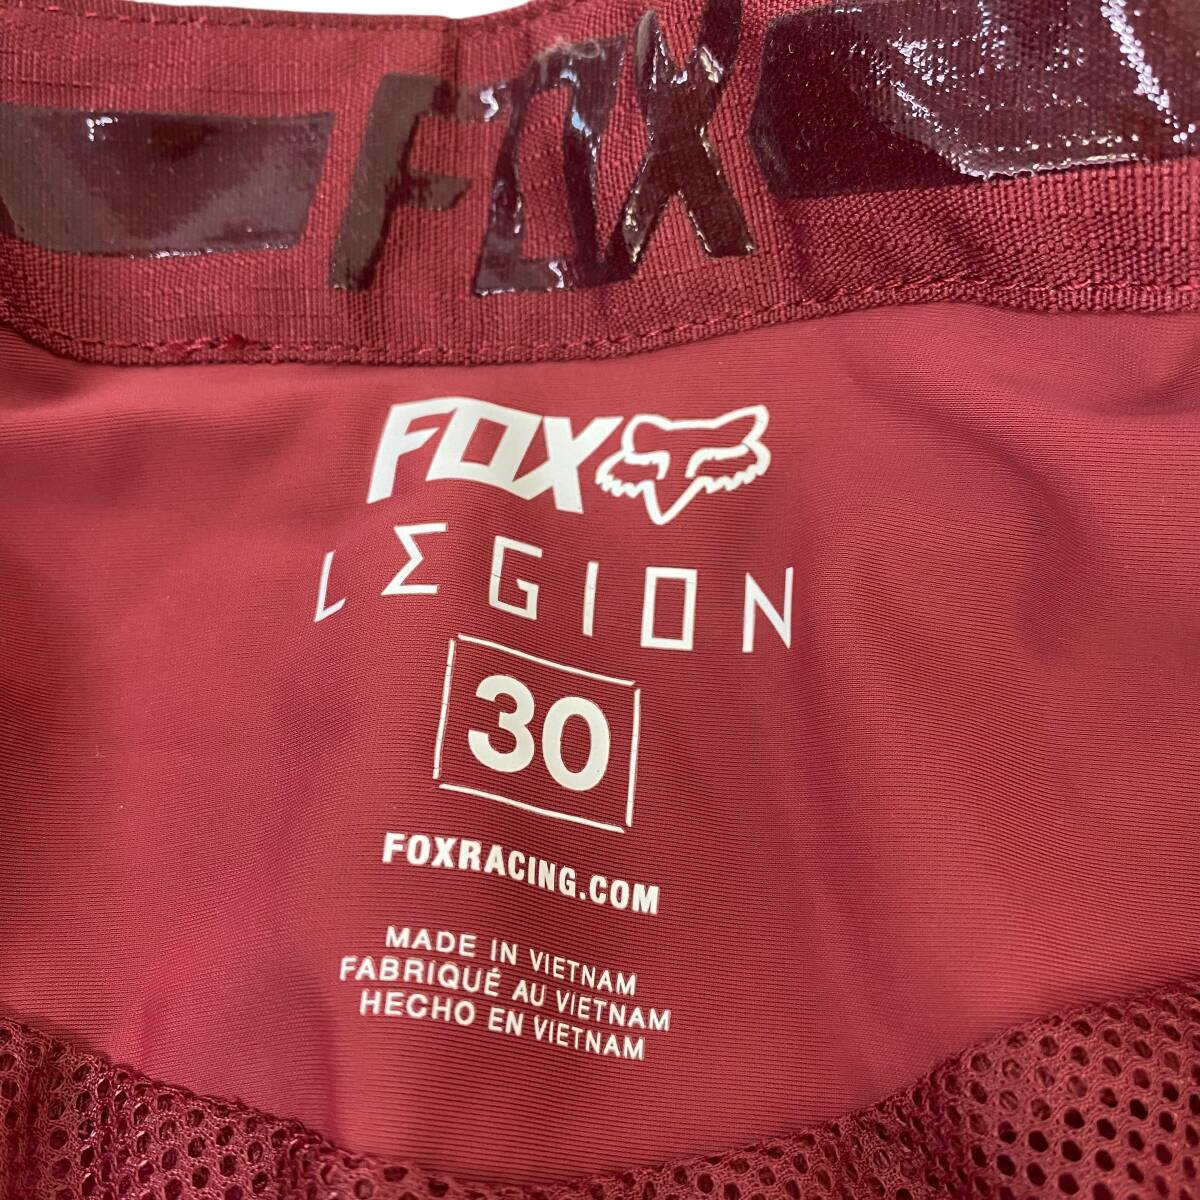 FOX
FOX
LEGION
30
FOXRACING.COM
MADE IN VIETNAM
FABRIQUÉ AU VIETNAM
HECHO EN VIETNAM